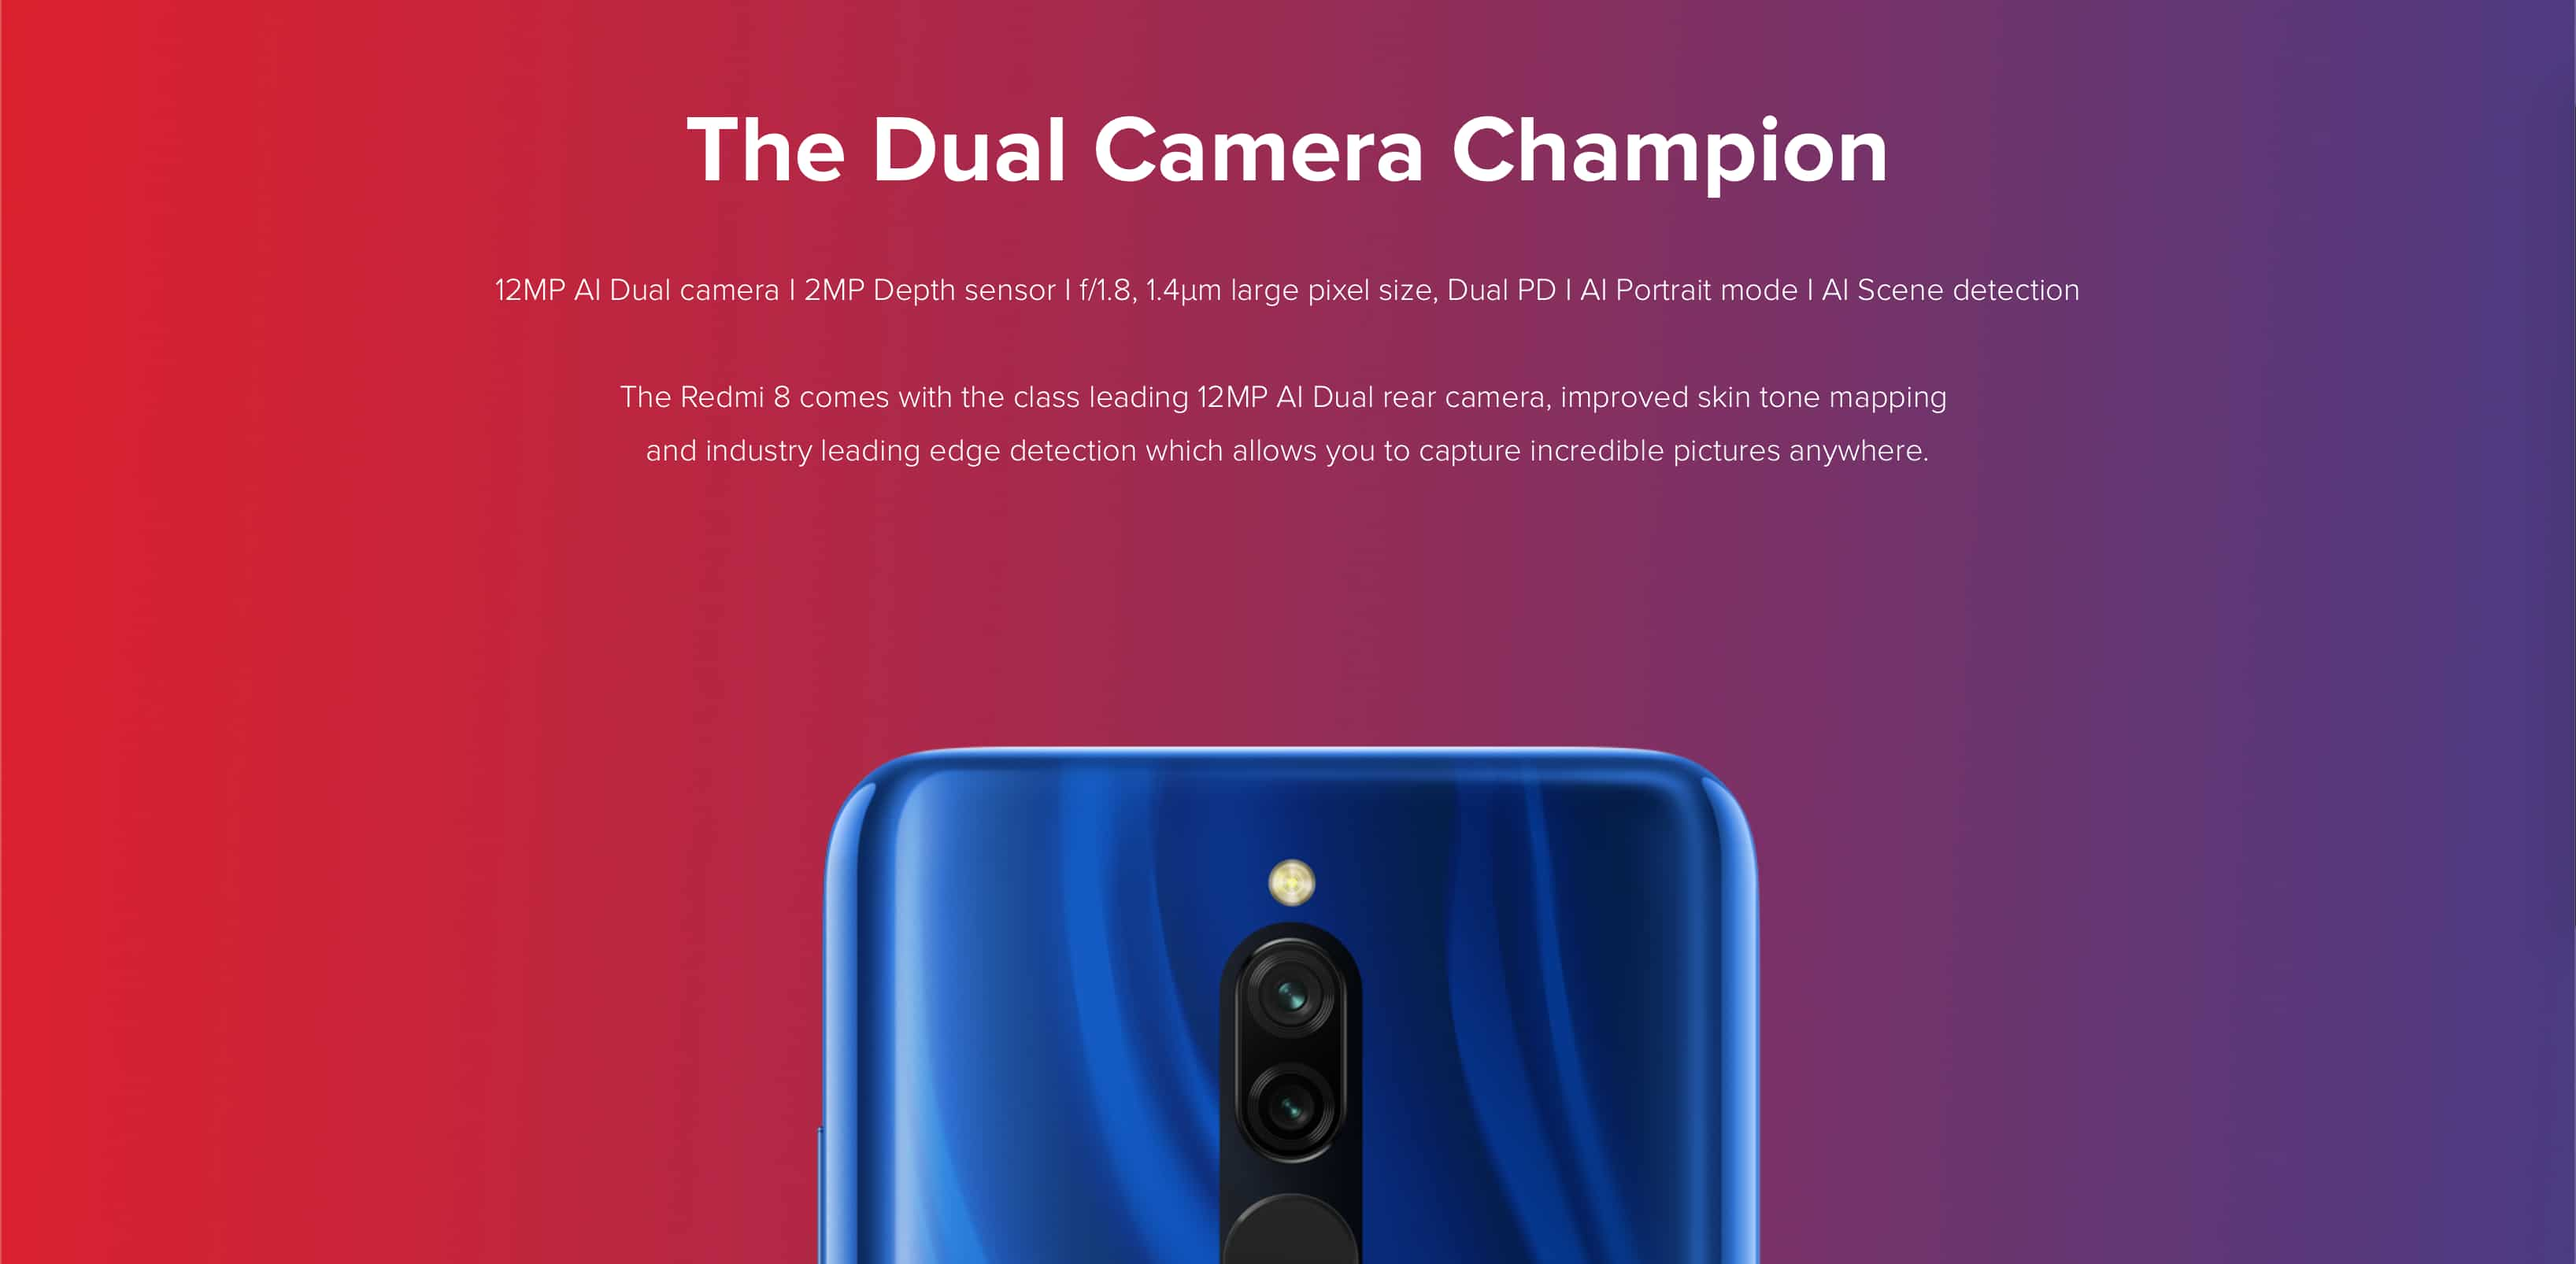 The Dual Camera Champion
12MP AI Dual camera | 2MP Depth sensor | f/1.8, 1.4μm large pixel size, Dual PD | AI Portrait mode | AI Scene detection
The Redmi 8 comes with the class leading 12MP AI Dual rear camera, improved skin tone mapping
and industry leading edge detection which allows you to capture incredible pictures anywhere.